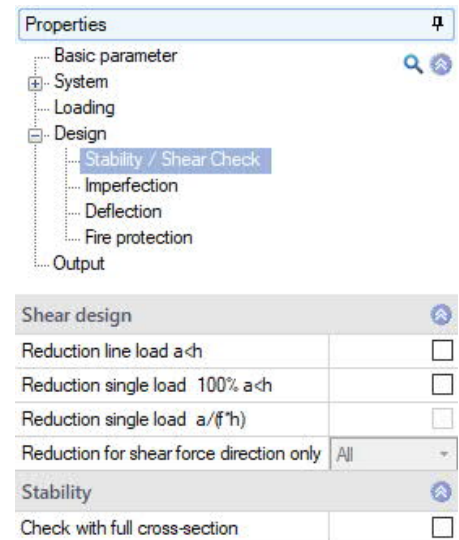 Properties
Basic parameter
System
Loading
Design
Stability / Shear Check
Imperfection
Deflection
Fire protection
Output
Shear design
Reduction line load a<h
Reduction single load 100% a<h
Reduction single load a/(f*h)
Reduction for shear force direction only All
Stability
Check with full cross-section